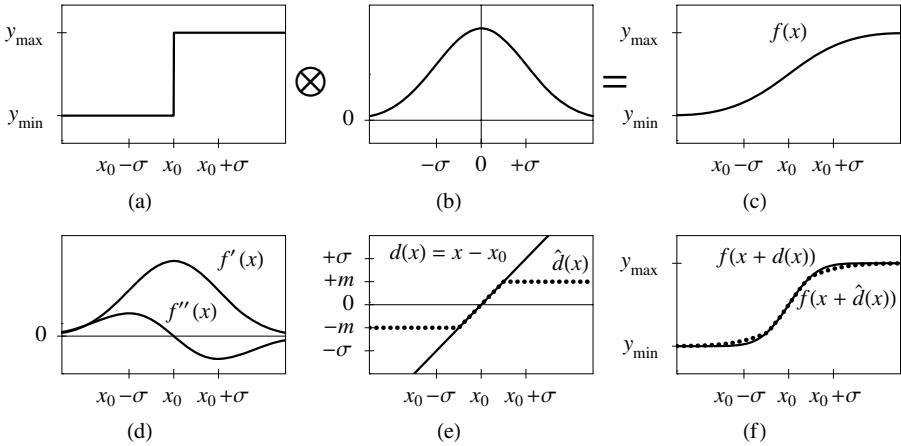 y_max
y_min
x_0−σ x_0 x_0+σ
(a)
⊗
0
−σ 0 +σ
(b)
=
y_max
y_min
f(x)
x_0−σ x_0 x_0+σ
(c)
0
f′(x)
f′′(x)
x_0−σ x_0 x_0+σ
(d)
+σ
+m
0
−m
−σ
d(x) = x − x_0
d̂(x)
x_0−σ x_0 x_0+σ
(e)
y_max
y_min
f(x + d(x))
f(x + d̂(x))
x_0−σ x_0 x_0+σ
(f)